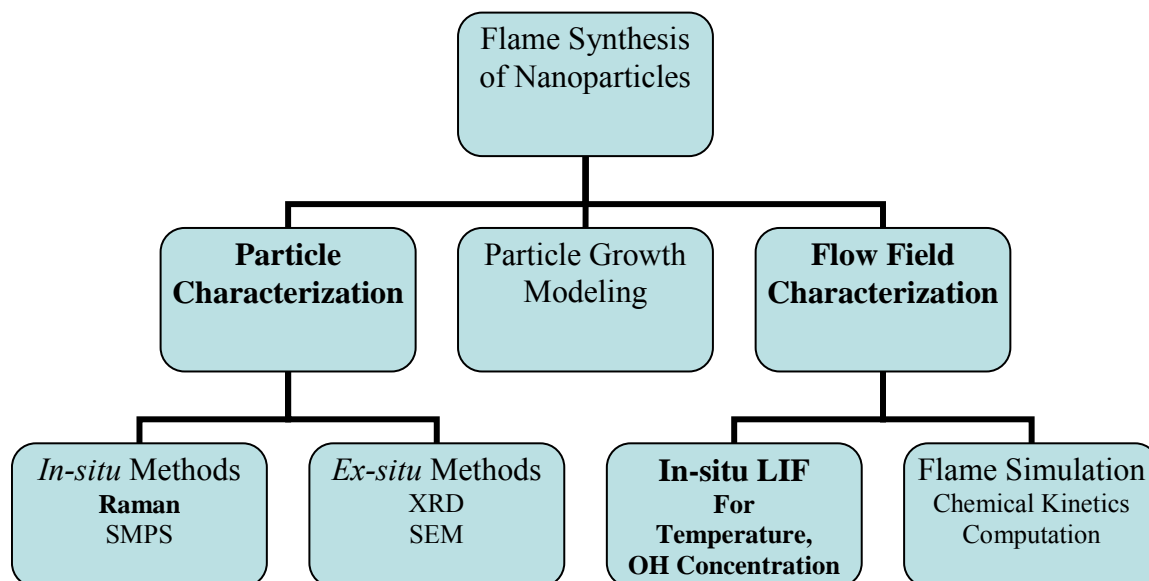 Flame Synthesis
of Nanoparticles
Particle
Characterization
Particle Growth
Modeling
Flow Field
Characterization
In-situ Methods
Raman
SMPS
Ex-situ Methods
XRD
SEM
In-situ LIF
For
Temperature,
OH Concentration
Flame Simulation
Chemical Kinetics
Computation